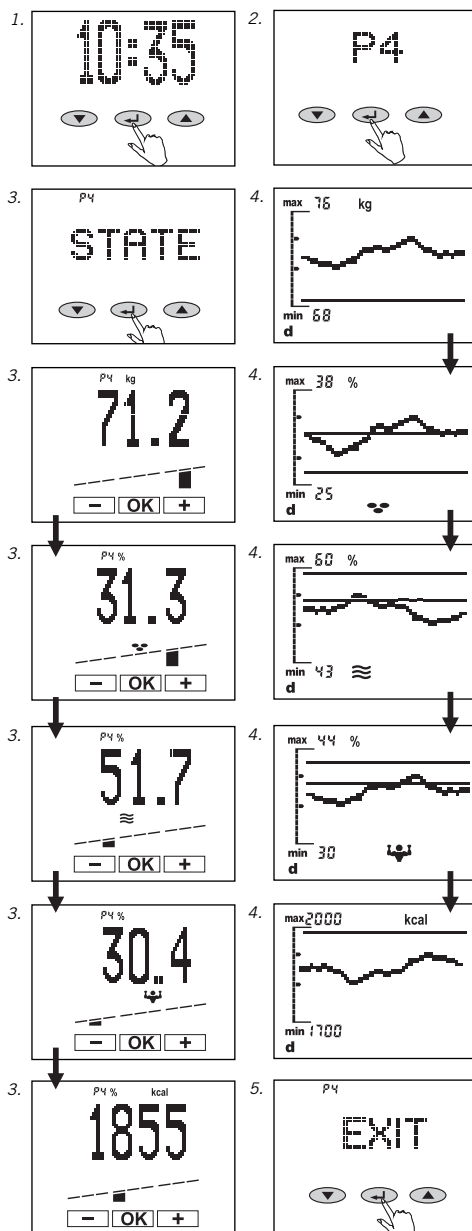 1.
10:35
2.
P4
3.
P4
STATE
4.
max 76 kg
min 68
d
3.
P4 kg
71.2
– OK +
4.
max 38 %
min 25
d
3.
P4 %
31.3
– OK +
4.
max 60 %
min 43
d
3.
P4 %
51.7
– OK +
4.
max 44 %
min 30
d
3.
P4 %
30.4
– OK +
4.
max 2000 kcal
min 1700
d
3.
P4 % kcal
1855
– OK +
5.
P4
EXIT